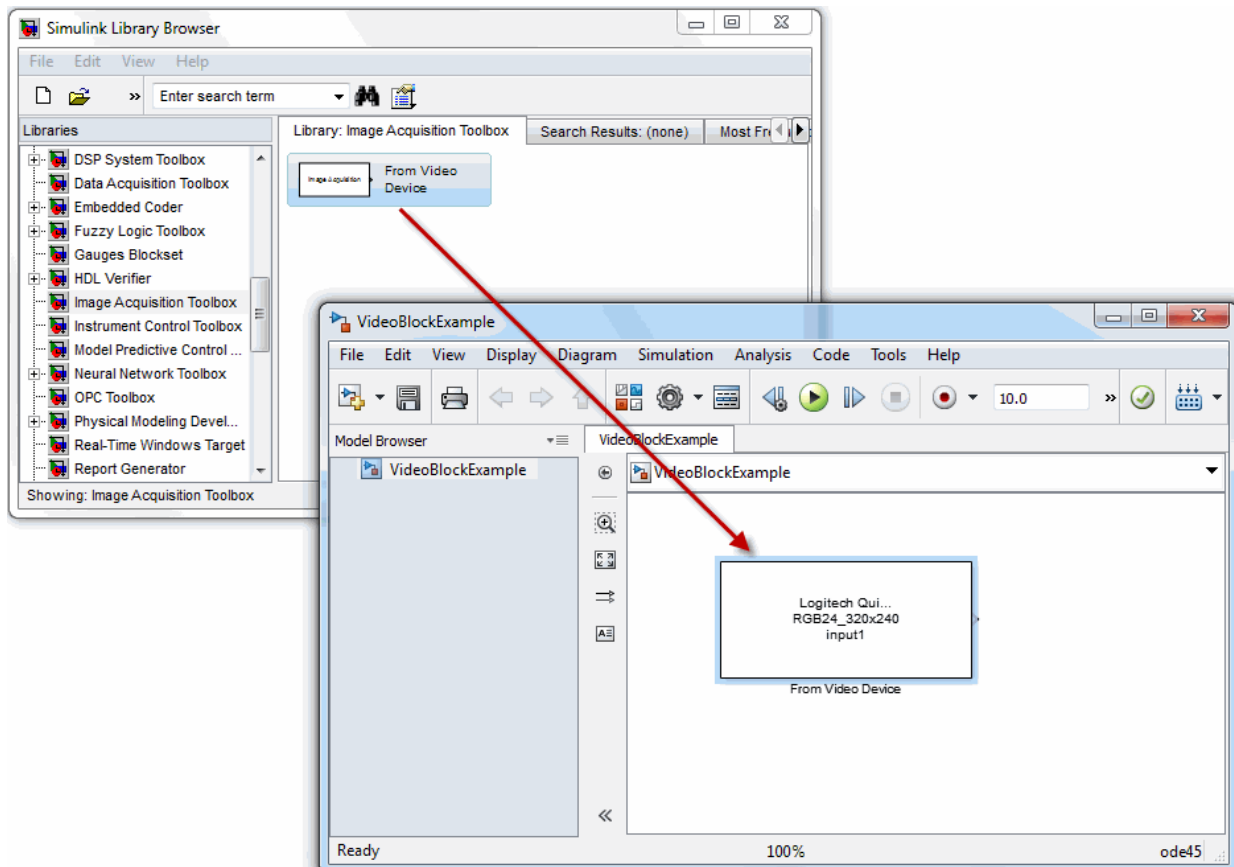 Simulink Library Browser
File Edit View Help
» Enter search term
Libraries
Library: Image Acquisition Toolbox Search Results: (none) Most Fre
DSP System Toolbox
Data Acquisition Toolbox
Embedded Coder
Fuzzy Logic Toolbox
Gauges Blockset
HDL Verifier
Image Acquisition Toolbox
Instrument Control Toolbox
Model Predictive Control ...
Neural Network Toolbox
OPC Toolbox
Physical Modeling Devel...
Real-Time Windows Target
Report Generator
Showing: Image Acquisition Toolbox
Image Acquisition
From Video
Device
VideoBlockExample
File Edit View Display Diagram Simulation Analysis Code Tools Help
10.0 »
Model Browser
VideoBlockExample
VideoBlockExample
VideoBlockExample
Logitech Qui...
RGB24_320x240
input1
From Video Device
Ready 100% ode45